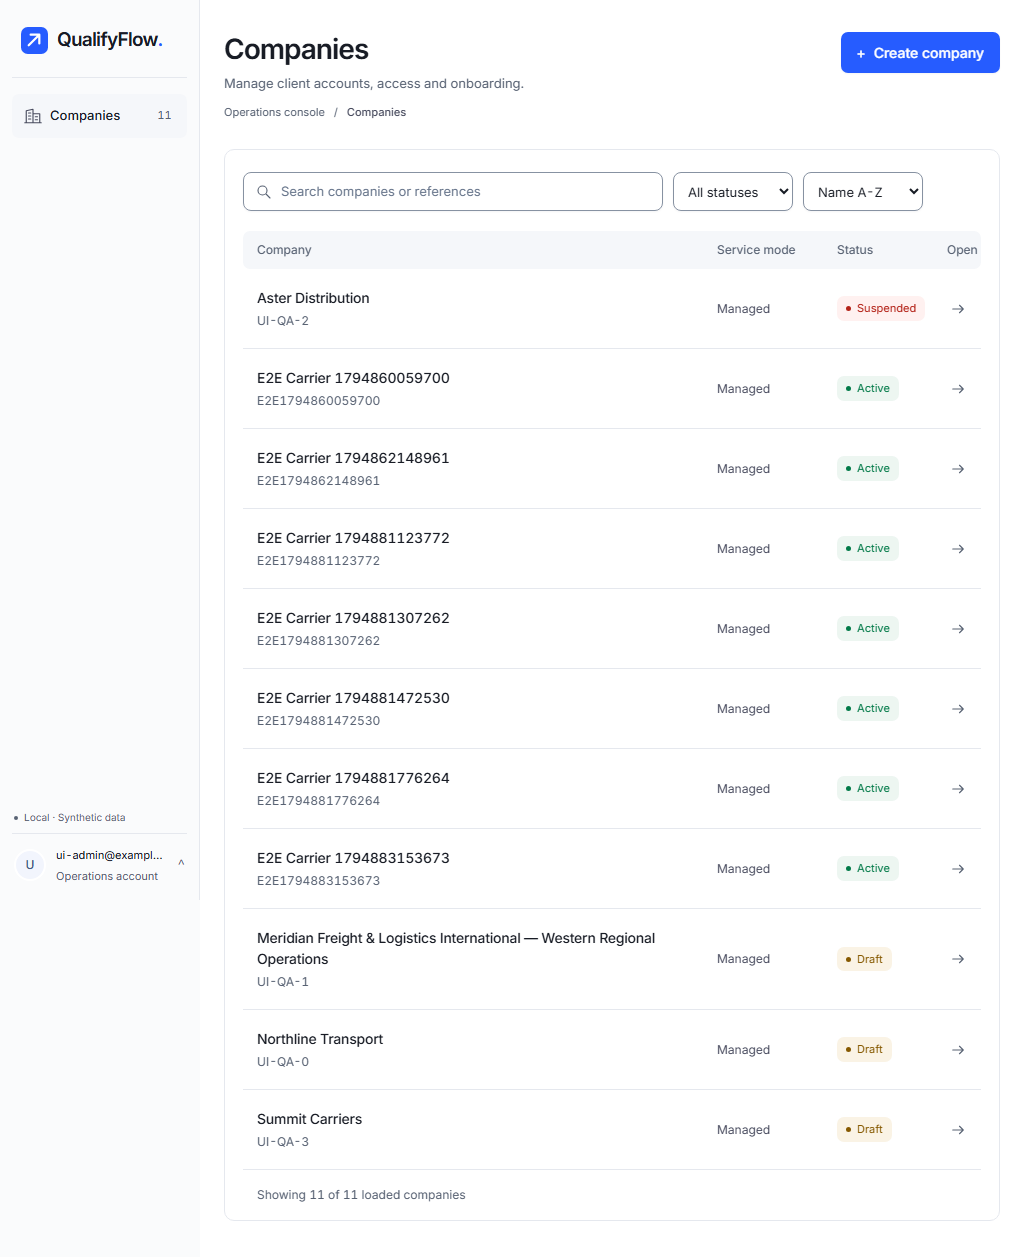 QualifyFlow.
Companies 11
Local · Synthetic data
U
ui-admin@exampl...
Operations account
Companies
Manage client accounts, access and onboarding.
Operations console / Companies
+ Create company
Search companies or references
All statuses
Name A-Z
Company Service mode Status Open
Aster Distribution
UI-QA-2
Managed
Suspended
E2E Carrier 1794860059700
E2E1794860059700
Managed
Active
E2E Carrier 1794862148961
E2E1794862148961
Managed
Active
E2E Carrier 1794881123772
E2E1794881123772
Managed
Active
E2E Carrier 1794881307262
E2E1794881307262
Managed
Active
E2E Carrier 1794881472530
E2E1794881472530
Managed
Active
E2E Carrier 1794881776264
E2E1794881776264
Managed
Active
E2E Carrier 1794883153673
E2E1794883153673
Managed
Active
Meridian Freight & Logistics International — Western Regional
Operations
UI-QA-1
Managed
Draft
Northline Transport
UI-QA-0
Managed
Draft
Summit Carriers
UI-QA-3
Managed
Draft
Showing 11 of 11 loaded companies